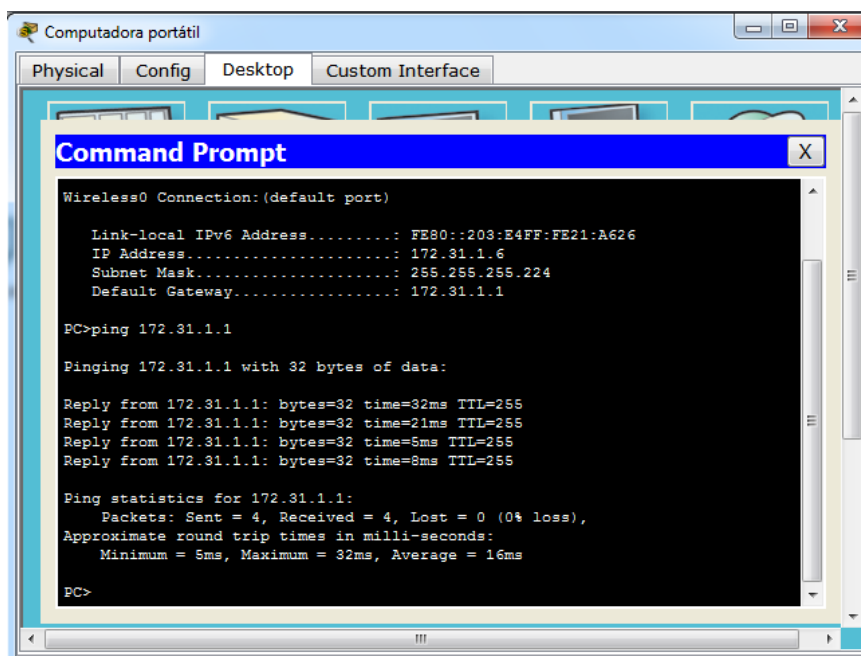 Computadora portátil
Physical Config Desktop Custom Interface
Command Prompt
X
Wireless0 Connection:(default port)
Link-local IPv6 Address.........: FE80::203:E4FF:FE21:A626
IP Address......................: 172.31.1.6
Subnet Mask.....................: 255.255.255.224
Default Gateway.................: 172.31.1.1
PC>ping 172.31.1.1
Pinging 172.31.1.1 with 32 bytes of data:
Reply from 172.31.1.1: bytes=32 time=32ms TTL=255
Reply from 172.31.1.1: bytes=32 time=21ms TTL=255
Reply from 172.31.1.1: bytes=32 time=5ms TTL=255
Reply from 172.31.1.1: bytes=32 time=8ms TTL=255
Ping statistics for 172.31.1.1:
Packets: Sent = 4, Received = 4, Lost = 0 (0% loss),
Approximate round trip times in milli-seconds:
Minimum = 5ms, Maximum = 32ms, Average = 16ms
PC>